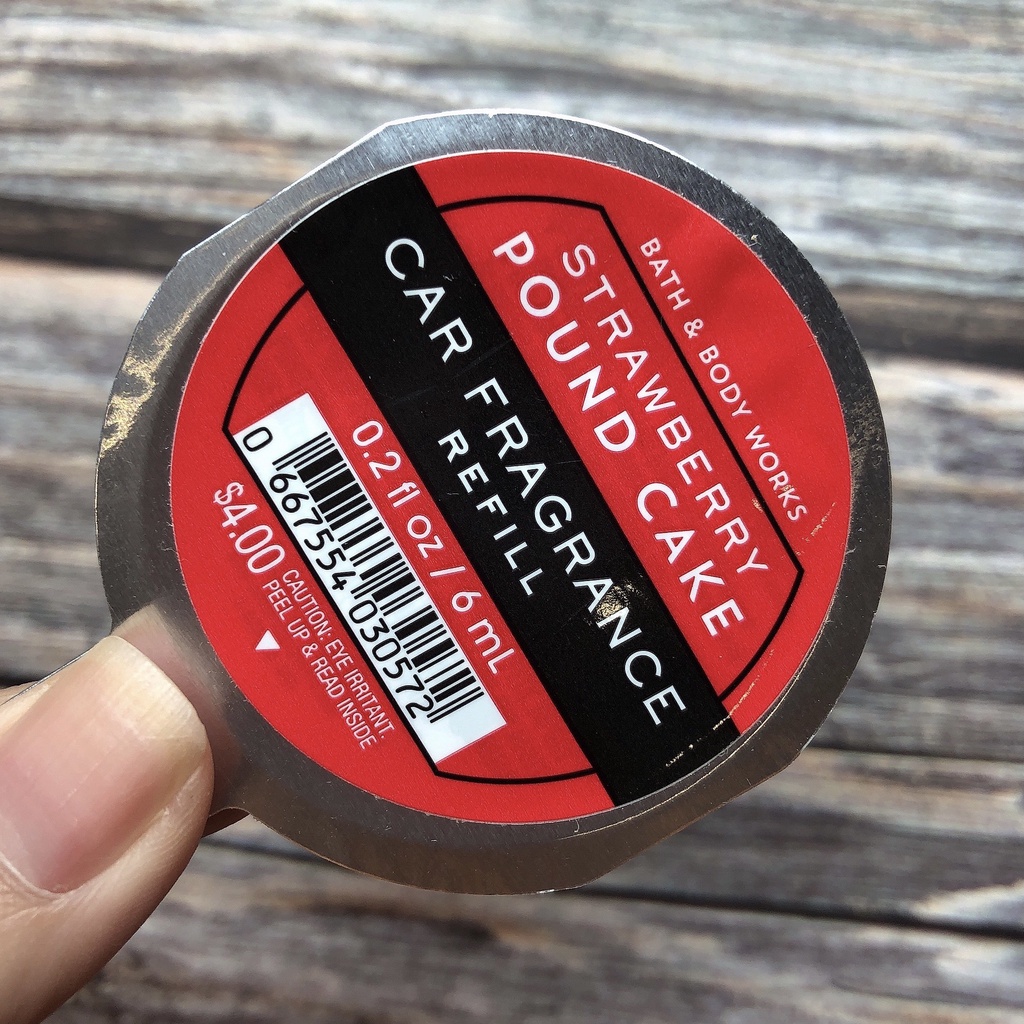 BATH & BODY WORKS
STRAWBERRY
POUND CAKE
CAR FRAGRANCE
REFILL
0.2 fl oz / 6 mL
0 667554 030572
$4.00
CAUTION: EYE IRRITANT.
PEEL UP & READ INSIDE